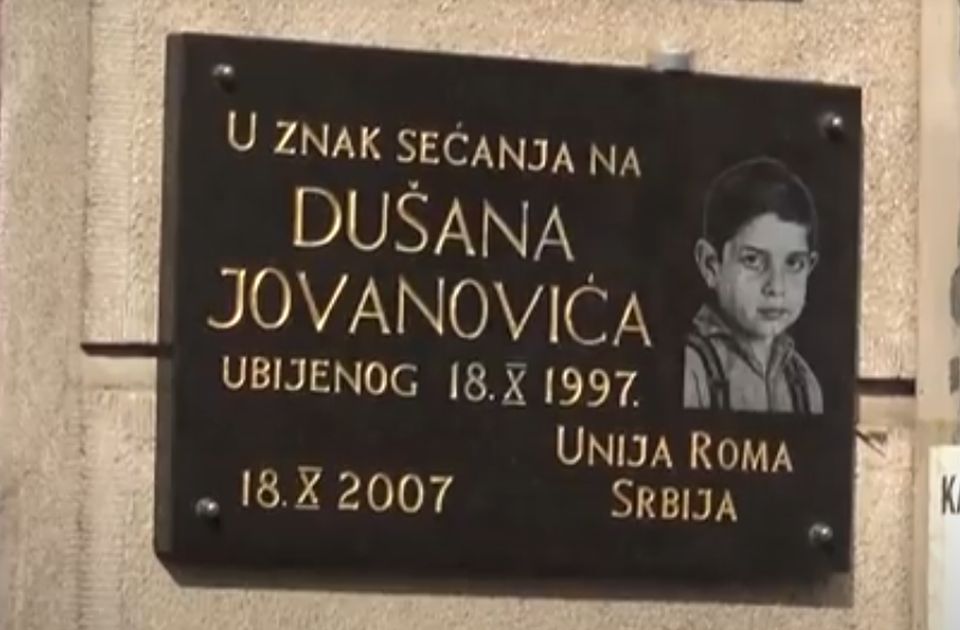 U ZNAK SEĆANJA NA
DUŠANA
JOVANOVIĆA
UBIJENOG 18. X 1997.
UNIJA ROMA
SRBIJA
18. X 2007